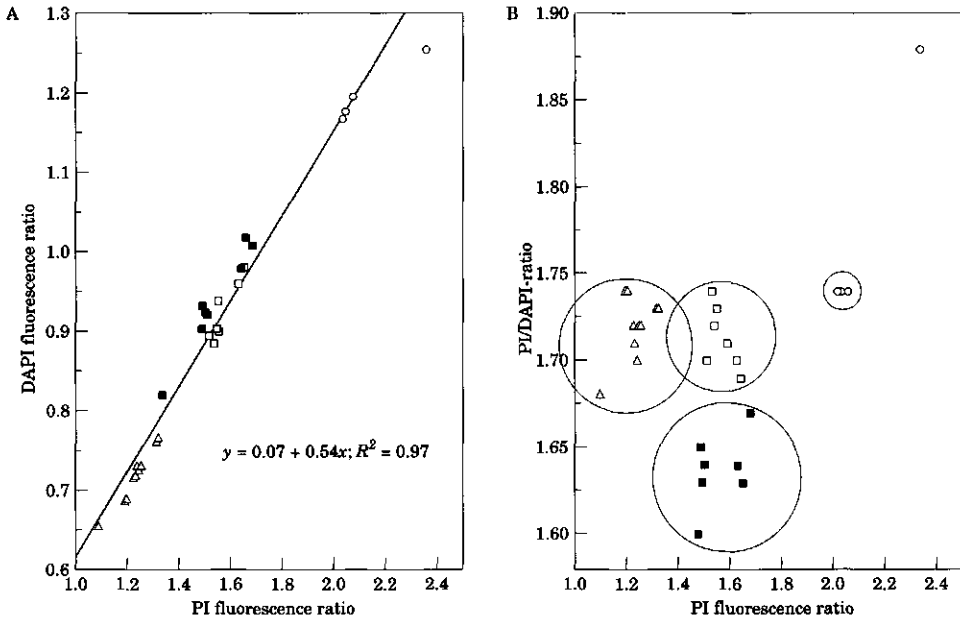 A
1.3
1.2
1.1
1.0
0.9
0.8
0.7
0.6
DAPI fluorescence ratio
y = 0.07 + 0.54x; R² = 0.97
1.0 1.2 1.4 1.6 1.8 2.0 2.2 2.4
PI fluorescence ratio
B
1.90
1.85
1.80
1.75
1.70
1.65
1.60
PI/DAPI-ratio
1.0 1.2 1.4 1.6 1.8 2.0 2.2 2.4
PI fluorescence ratio